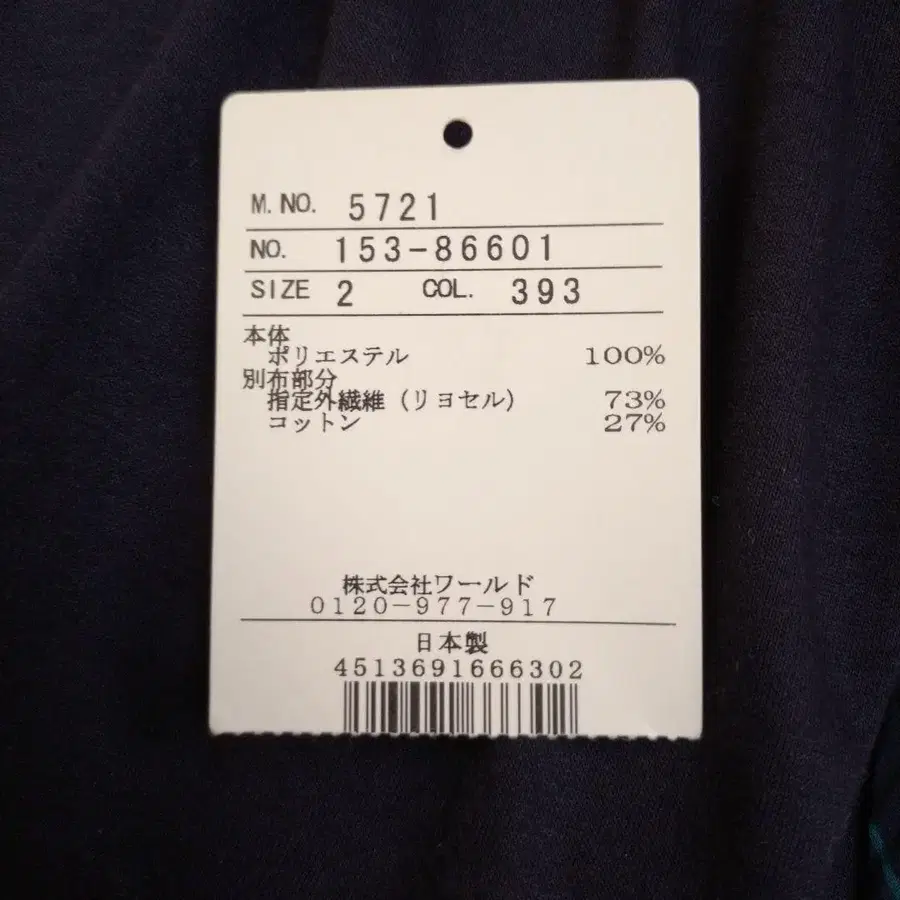 M.NO. 5721
NO. 153-86601
SIZE 2 COL. 393
本体
ポリエステル 100%
別布部分
指定外繊維(リヨセル) 73%
コットン 27%
株式会社ワールド
0120-977-917
日本製
4513691666302